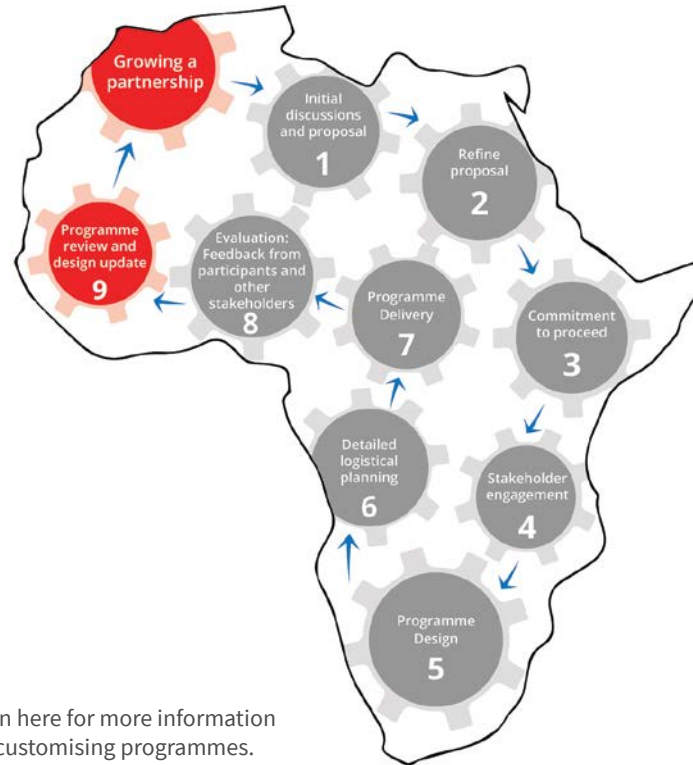 Growing a
partnership
Initial
discussions
and proposal
1
Refine
proposal
2
Commitment
to proceed
3
Stakeholder
engagement
4
Programme
Design
5
Detailed
logistical
planning
6
Programme
Delivery
7
Evaluation:
Feedback from
participants and
other
stakeholders
8
Programme
review and
design update
9
here for more information
customising programmes.